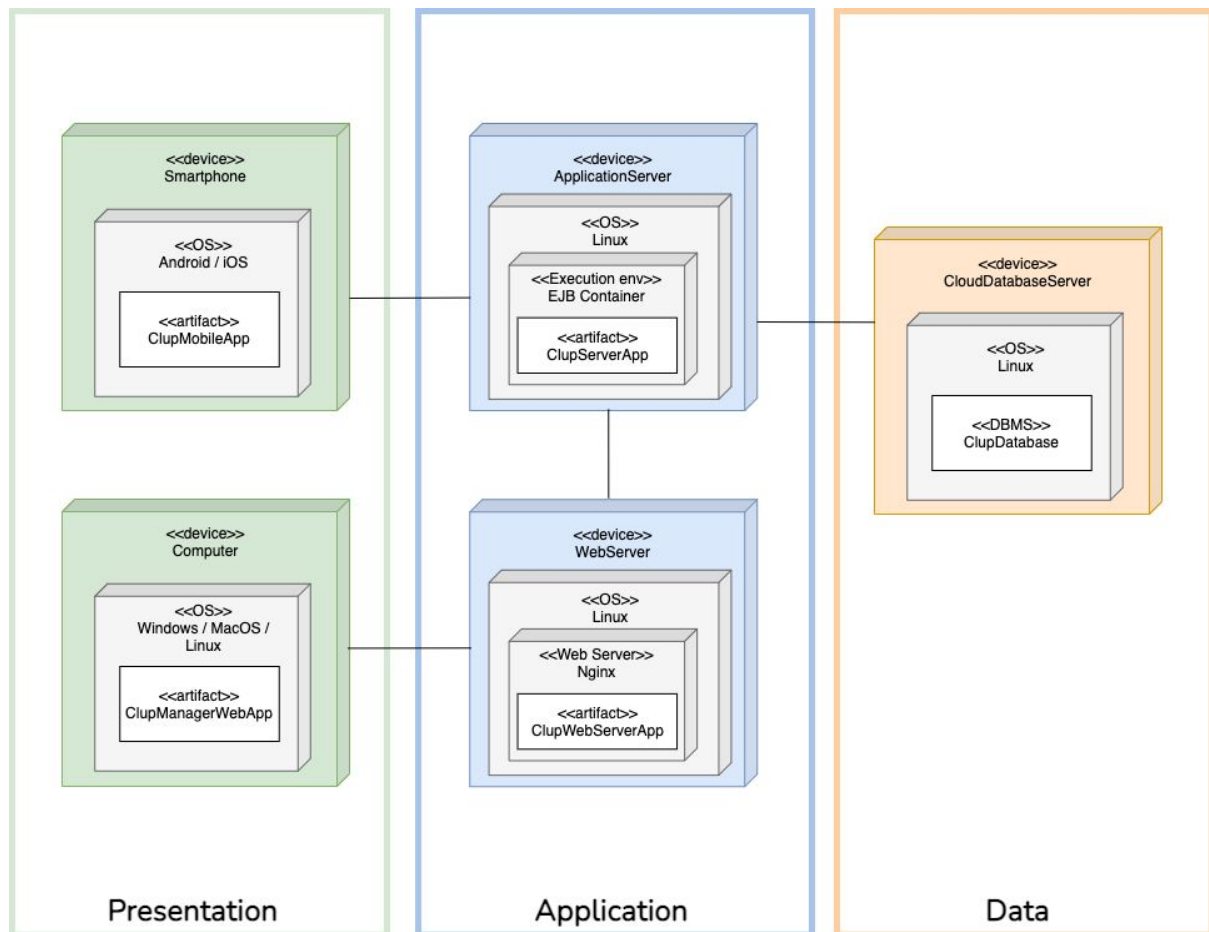 <<device>>
Smartphone
<<OS>>
Android / iOS
<<artifact>>
ClupMobileApp
<<device>>
Computer
<<OS>>
Windows / MacOS /
Linux
<<artifact>>
ClupManagerWebApp
Presentation
<<device>>
ApplicationServer
<<OS>>
Linux
<<Execution env>>
EJB Container
<<artifact>>
ClupServerApp
<<device>>
WebServer
<<OS>>
Linux
<<Web Server>>
Nginx
<<artifact>>
ClupWebServerApp
Application
<<device>>
CloudDatabaseServer
<<OS>>
Linux
<<DBMS>>
ClupDatabase
Data